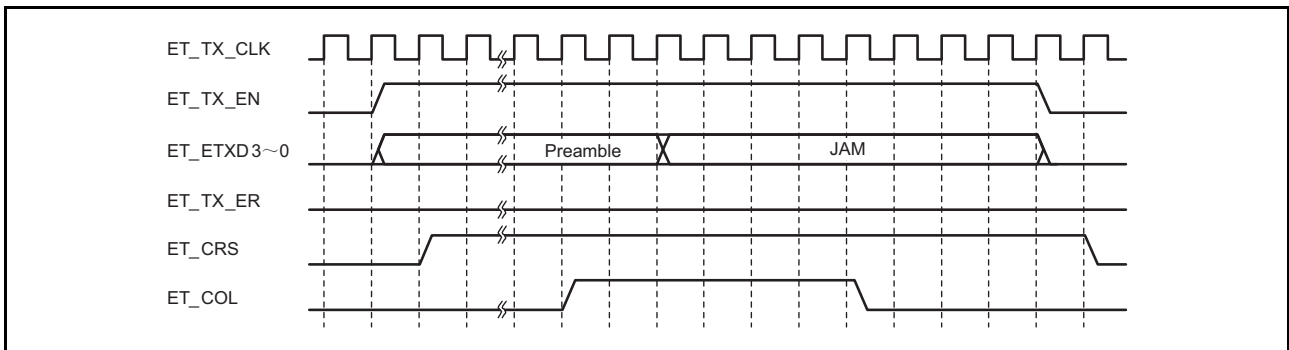 ET_TX_CLK
ET_TX_EN
ET_ETXD3～0 Preamble JAM
ET_TX_ER
ET_CRS
ET_COL